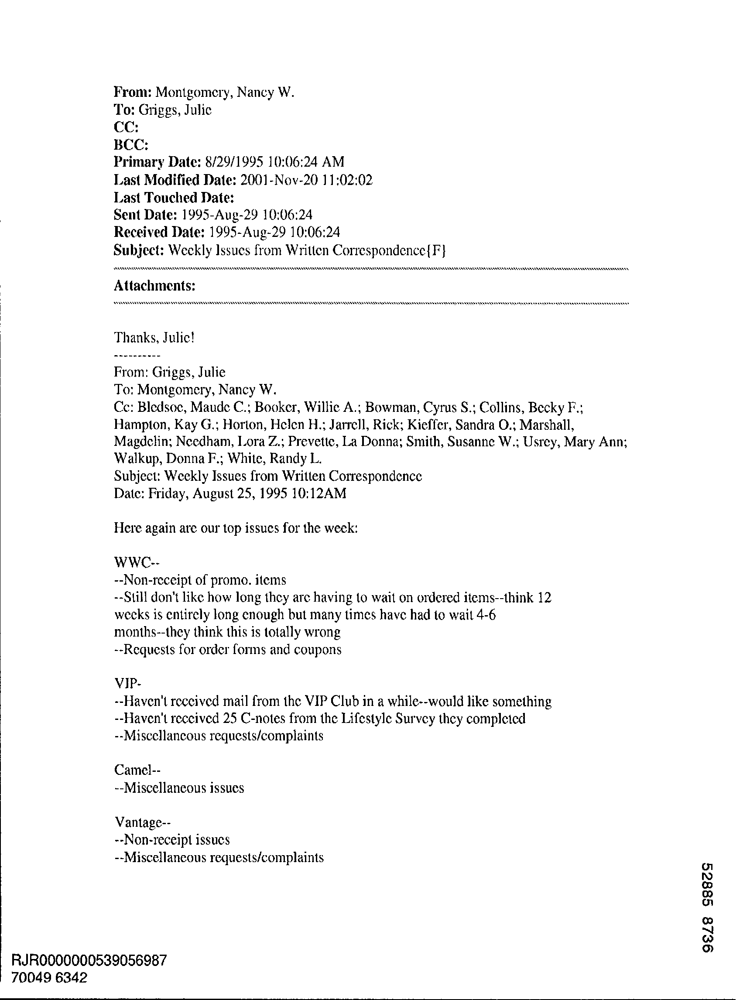 From: Montgomery, Nancy W.
To: Griggs, Julie
CC:
BCC:
Primary Date: 8/29/1995 10:06:24 AM
Last Modified Date: 2001-Nov-20 11:02:02
Last Touched Date:
Sent Date: 1995-Aug-29 10:06:24
Received Date: 1995-Aug-29 10:06:24
Subject: Weekly Issues from Written Correspondence{F}
Attachments:
Thanks, Julie!
----------
From: Griggs, Julie
To: Montgomery, Nancy W.
Cc: Bledsoe, Maude C.; Booker, Willie A.; Bowman, Cyrus S.; Collins, Becky F.;
Hampton, Kay G.; Horton, Helen H.; Jarrell, Rick; Kieffer, Sandra O.; Marshall,
Magdelin; Needham, Lora Z.; Prevette, La Donna; Smith, Susanne W.; Usrey, Mary Ann;
Walkup, Donna F.; White, Randy L.
Subject: Weekly Issues from Written Correspondence
Date: Friday, August 25, 1995 10:12AM
Here again are our top issues for the week:
WWC--
--Non-receipt of promo. items
--Still don't like how long they are having to wait on ordered items--think 12
weeks is entirely long enough but many times have had to wait 4-6
months--they think this is totally wrong
--Requests for order forms and coupons
VIP-
--Haven't received mail from the VIP Club in a while--would like something
--Haven't received 25 C-notes from the Lifestyle Survey they completed
--Miscellaneous requests/complaints
Camel--
--Miscellaneous issues
Vantage--
--Non-receipt issues
--Miscellaneous requests/complaints
52885 8736
RJR0000000539056987
70049 6342